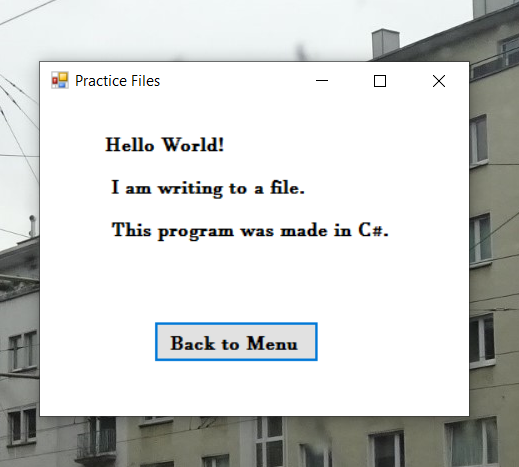 Practice Files
Hello World!
I am writing to a file.
This program was made in C#.
Back to Menu